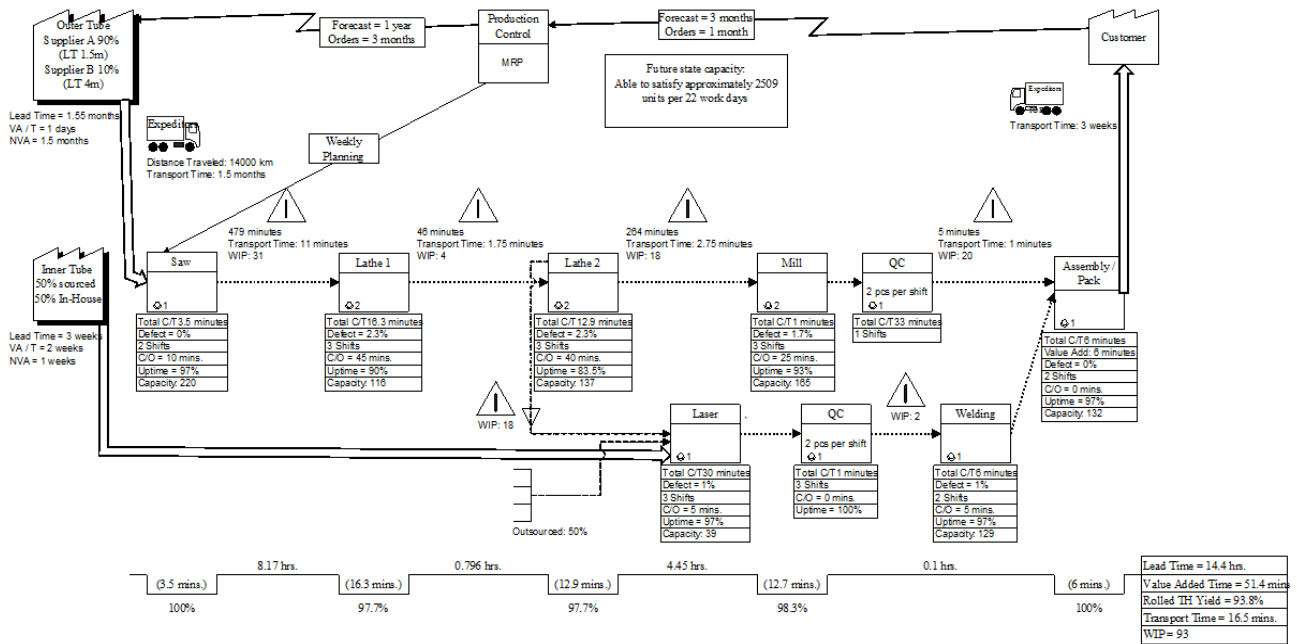 Outer Tube
Supplier A 90%
(LT 1.5m)
Supplier B 10%
(LT 4m)
Lead Time = 1.55 months
VA / T = 1 days
NVA = 1.5 months
Forecast = 1 year
Orders = 3 months
Production
Control
MRP
Forecast = 3 months
Orders = 1 month
Customer
Future state capacity:
Able to satisfy approximately 2509
units per 22 work days
Expeditors
Distance Traveled: 14000 km
Transport Time: 1.5 months
Weekly
Planning
Expeditors
Transport Time: 3 weeks
I
479 minutes
Transport Time: 11 minutes
WIP: 31
I
46 minutes
Transport Time: 1.75 minutes
WIP: 4
I
264 minutes
Transport Time: 2.75 minutes
WIP: 18
I
5 minutes
Transport Time: 1 minutes
WIP: 20
Inner Tube
50% sourced
50% In-House
Lead Time = 3 weeks
VA / T = 2 weeks
NVA = 1 weeks
Saw
1
Total C/T3.5 minutes
Defect = 0%
2 Shifts
C/O = 10 mins.
Uptime = 97%
Capacity: 220
Lathe 1
2
Total C/T16.3 minutes
Defect = 2.3%
3 Shifts
C/O = 45 mins.
Uptime = 90%
Capacity: 116
Lathe 2
2
Total C/T12.9 minutes
Defect = 2.3%
3 Shifts
C/O = 40 mins.
Uptime = 83.5%
Capacity: 137
Mill
2
Total C/T1 minutes
Defect = 1.7%
3 Shifts
C/O = 25 mins.
Uptime = 93%
Capacity: 165
QC
2 pcs per shift
1
Total C/T33 minutes
1 Shifts
Assembly /
Pack
1
Total C/T6 minutes
Value Add: 6 minutes
Defect = 0%
2 Shifts
C/O = 0 mins.
Uptime = 97%
Capacity: 132
I
WIP: 18
Outsourced: 50%
Laser
1
Total C/T30 minutes
Defect = 1%
3 Shifts
C/O = 5 mins.
Uptime = 97%
Capacity: 39
QC
2 pcs per shift
1
Total C/T1 minutes
3 Shifts
C/O = 0 mins.
Uptime = 100%
I
WIP: 2
Welding
1
Total C/T6 minutes
Defect = 1%
2 Shifts
C/O = 5 mins.
Uptime = 97%
Capacity: 129
8.17 hrs.
0.796 hrs.
4.45 hrs.
0.1 hrs.
(3.5 mins.)
(16.3 mins.)
(12.9 mins.)
(12.7 mins.)
(6 mins.)
100%
97.7%
97.7%
98.3%
100%
Lead Time = 14.4 hrs.
Value Added Time = 51.4 mins
Rolled TH Yield = 93.8%
Transport Time = 16.5 mins.
WIP= 93